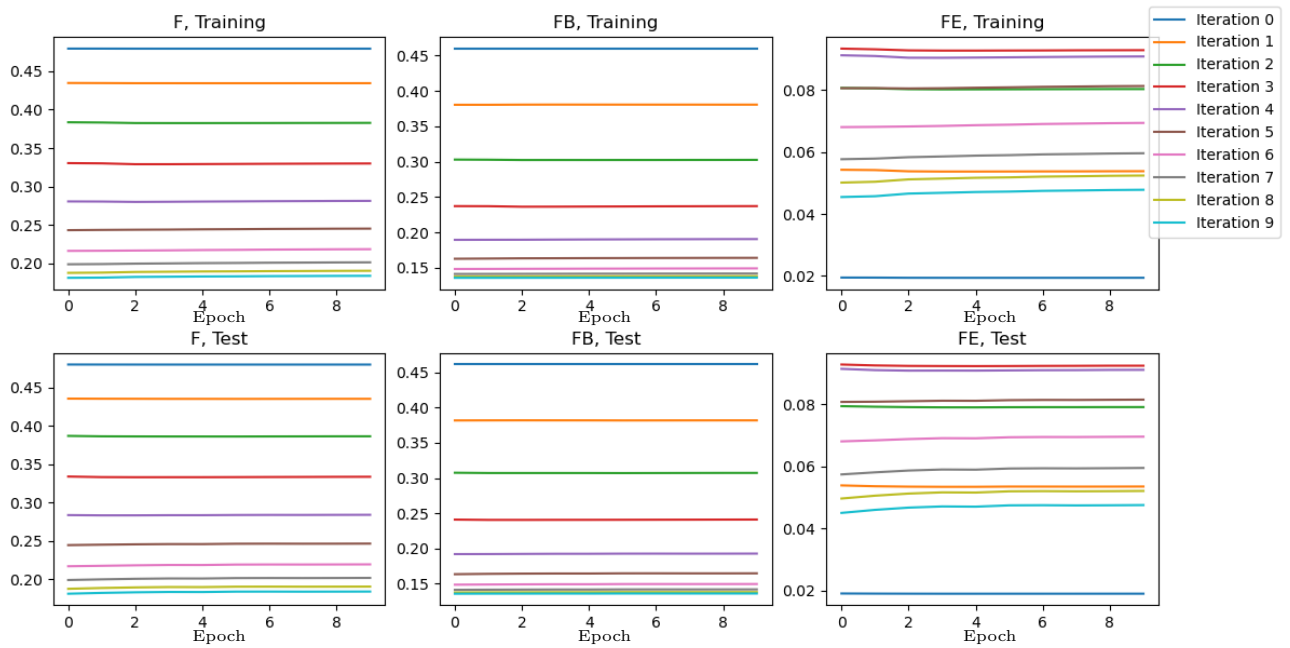 F, Training
FB, Training
FE, Training
0.45
0.40
0.35
0.30
0.25
0.20
0 2 4 6 8
Epoch
0.45
0.40
0.35
0.30
0.25
0.20
0.15
0 2 4 6 8
Epoch
0.08
0.06
0.04
0.02
0 2 4 6 8
Epoch
Iteration 0
Iteration 1
Iteration 2
Iteration 3
Iteration 4
Iteration 5
Iteration 6
Iteration 7
Iteration 8
Iteration 9
F, Test
FB, Test
FE, Test
0.45
0.40
0.35
0.30
0.25
0.20
0 2 4 6 8
Epoch
0.45
0.40
0.35
0.30
0.25
0.20
0.15
0 2 4 6 8
Epoch
0.08
0.06
0.04
0.02
0 2 4 6 8
Epoch